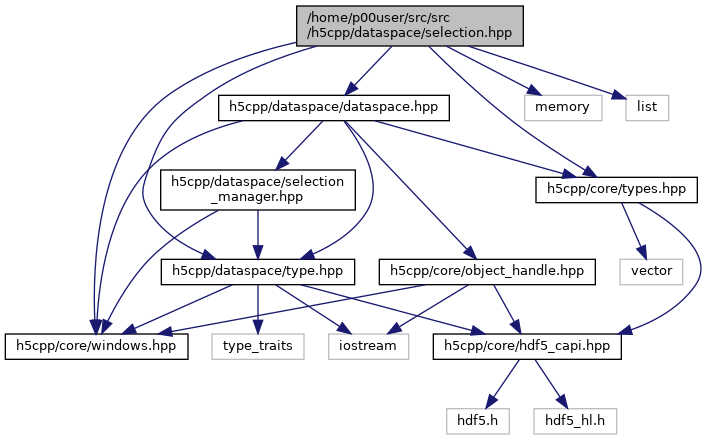 /home/p00user/src/src
/h5cpp/dataspace/selection.hpp
h5cpp/dataspace/dataspace.hpp
memory
list
h5cpp/dataspace/selection
_manager.hpp
h5cpp/core/types.hpp
h5cpp/dataspace/type.hpp
h5cpp/core/object_handle.hpp
vector
h5cpp/core/windows.hpp
type_traits
iostream
h5cpp/core/hdf5_capi.hpp
hdf5.h
hdf5_hl.h